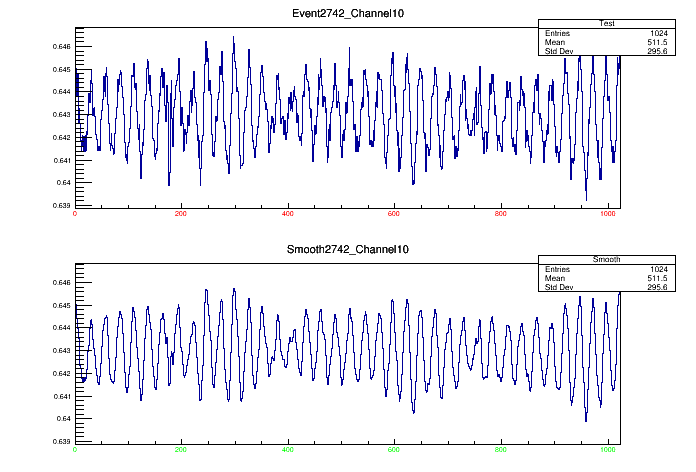 Event2742_Channel10
Test
Entries 1024
Mean 511.5
Std Dev 295.6
0.646
0.645
0.644
0.643
0.642
0.641
0.64
0.639
0 200 400 600 800 1000
Smooth2742_Channel10
Smooth
Entries 1024
Mean 511.5
Std Dev 295.6
0.646
0.645
0.644
0.643
0.642
0.641
0.64
0.639
0 200 400 600 800 1000